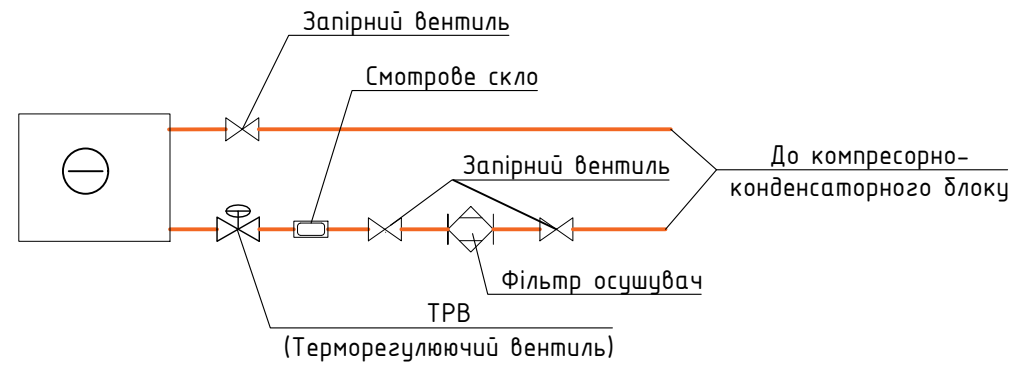 Запірний вентиль
Смотрове скло
Запірний вентиль
До компресорно-
конденсаторного блоку
Фільтр осушувач
ТРВ
(Терморегулюючий вентиль)